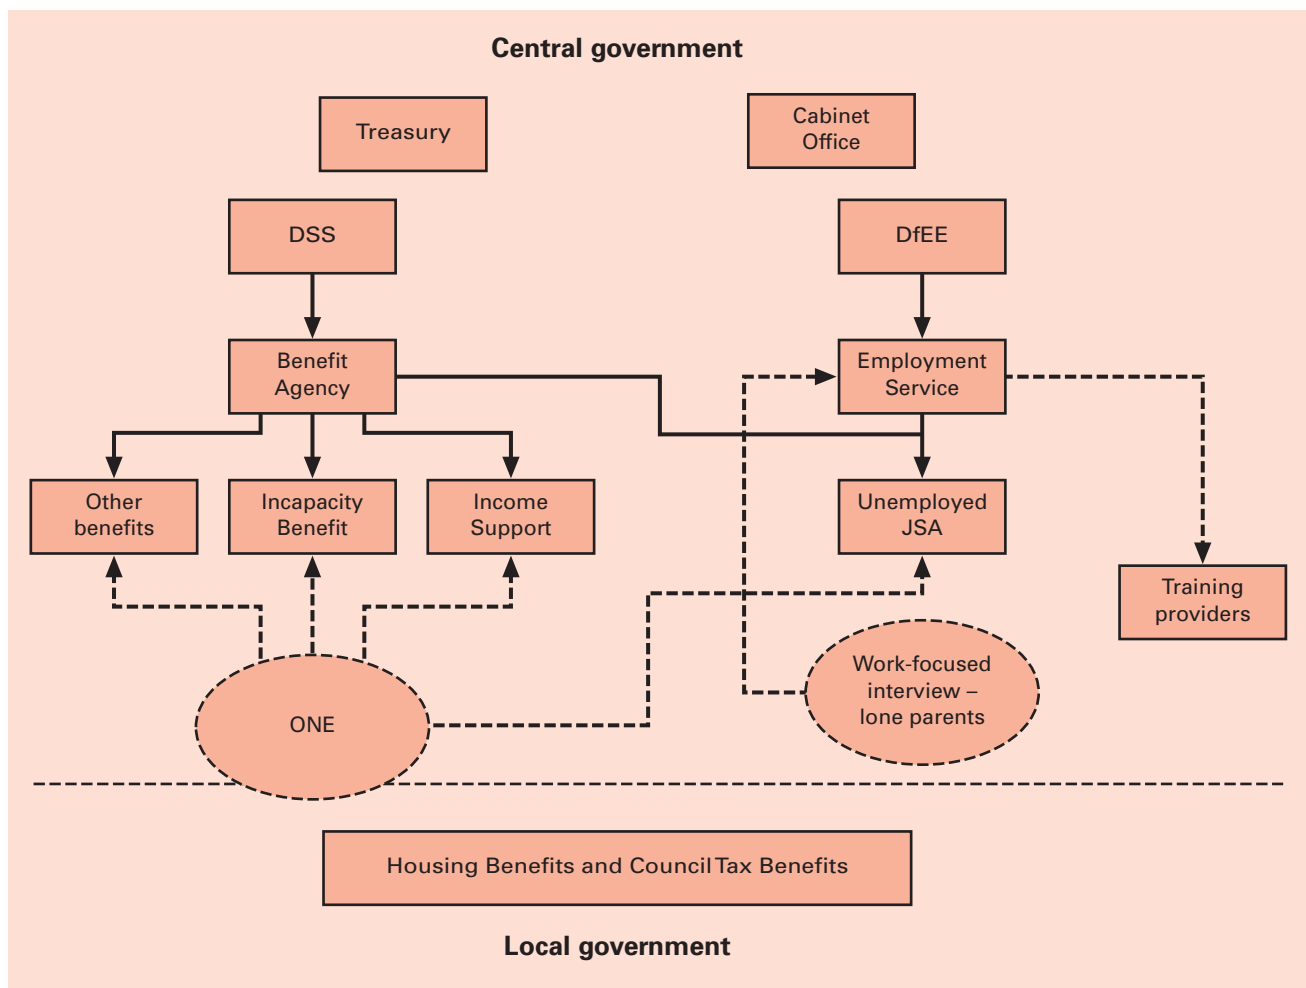 Central government
Treasury
Cabinet
Office
DSS
DfEE
Benefit
Agency
Employment
Service
Other
benefits
Incapacity
Benefit
Income
Support
Unemployed
JSA
Training
providers
Work-focused
interview –
lone parents
ONE
Housing Benefits and Council Tax Benefits
Local government